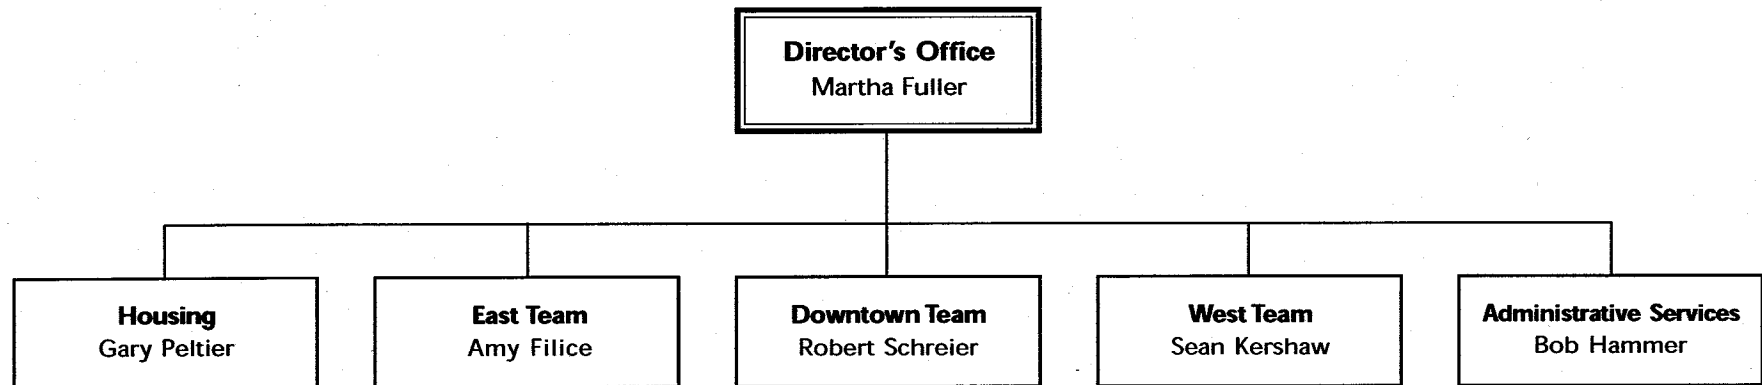 Director's Office
Martha Fuller
Housing
Gary Peltier
East Team
Amy Filice
Downtown Team
Robert Schreier
West Team
Sean Kershaw
Administrative Services
Bob Hammer